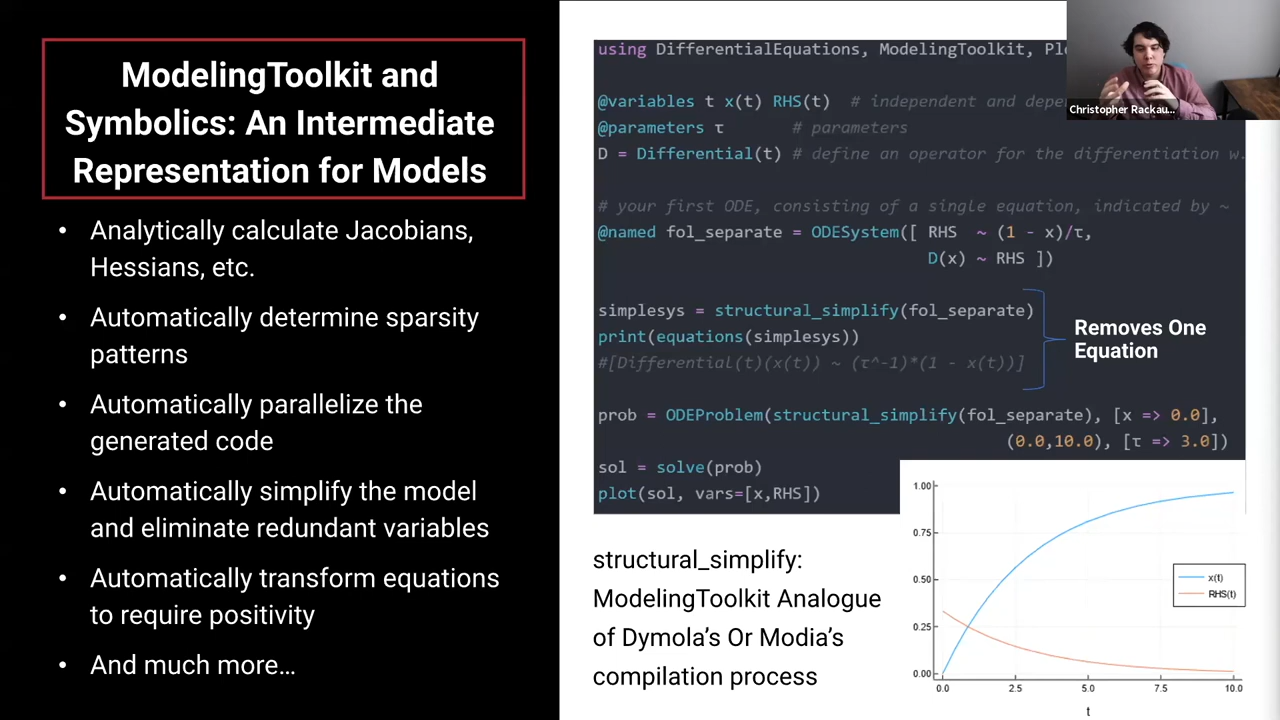 ModelingToolkit and
Symbolics: An Intermediate
Representation for Models
• Analytically calculate Jacobians,
Hessians, etc.
• Automatically determine sparsity
patterns
• Automatically parallelize the
generated code
• Automatically simplify the model
and eliminate redundant variables
• Automatically transform equations
to require positivity
• And much more…
using DifferentialEquations, ModelingToolkit,
@variables t x(t) RHS(t)  # independent and
@parameters τ       # parameters
D = Differential(t) # define an operator for the differentiation w.
# your first ODE, consisting of a single equation, indicated by ~
@named fol_separate = ODESystem([ RHS  ~ (1 - x)/τ,
D(x) ~ RHS ])
simplesys = structural_simplify(fol_separate)
print(equations(simplesys))
#[Differential(t)(x(t)) ~ (τ^-1)*(1 - x(t))]
Removes One
Equation
prob = ODEProblem(structural_simplify(fol_separate), [x => 0.0],
(0.0,10.0), [τ => 3.0])
sol = solve(prob)
plot(sol, vars=[x,RHS])
structural_simplify:
ModelingToolkit Analogue
of Dymola’s Or Modia’s
compilation process
1.00
0.75
0.50
0.25
0.00
0.0 2.5 5.0 7.5 10.0
t
x(t)
RHS(t)
Christopher Rackau...